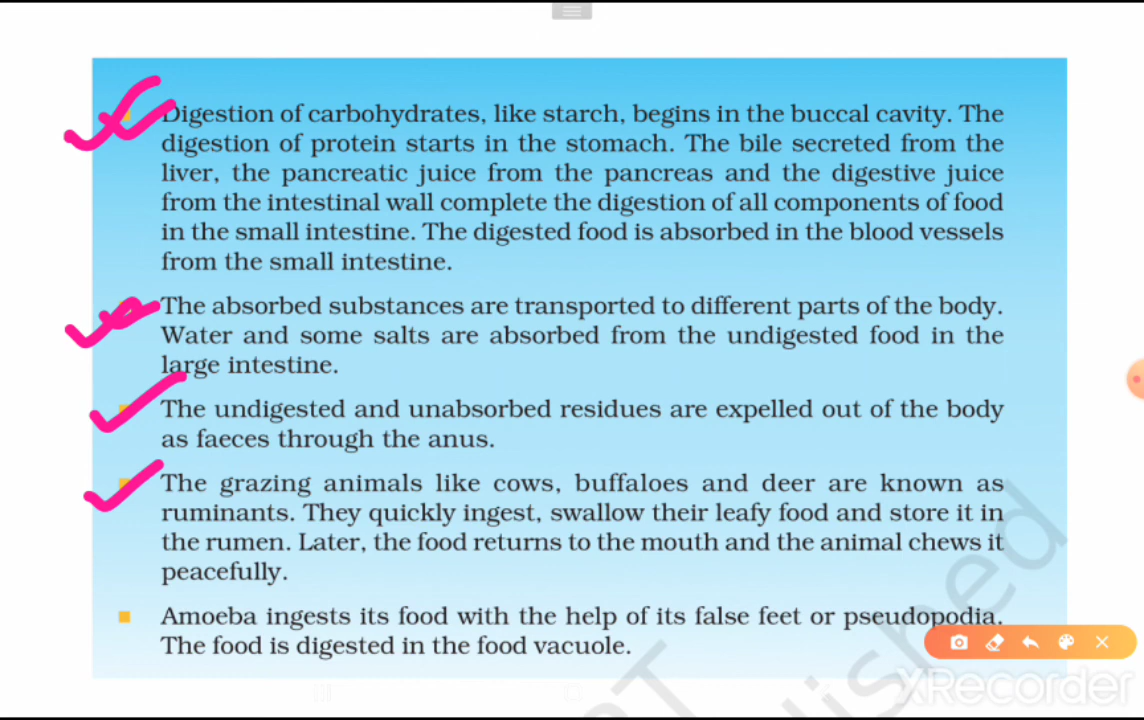 Digestion of carbohydrates, like starch, begins in the buccal cavity. The
digestion of protein starts in the stomach. The bile secreted from the
liver, the pancreatic juice from the pancreas and the digestive juice
from the intestinal wall complete the digestion of all components of food
in the small intestine. The digested food is absorbed in the blood vessels
from the small intestine.
The absorbed substances are transported to different parts of the body.
Water and some salts are absorbed from the undigested food in the
large intestine.
The undigested and unabsorbed residues are expelled out of the body
as faeces through the anus.
The grazing animals like cows, buffaloes and deer are known as
ruminants. They quickly ingest, swallow their leafy food and store it in
the rumen. Later, the food returns to the mouth and the animal chews it
peacefully.
Amoeba ingests its food with the help of its false feet or pseudopodia.
The food is digested in the food vacuole.
XRecorder